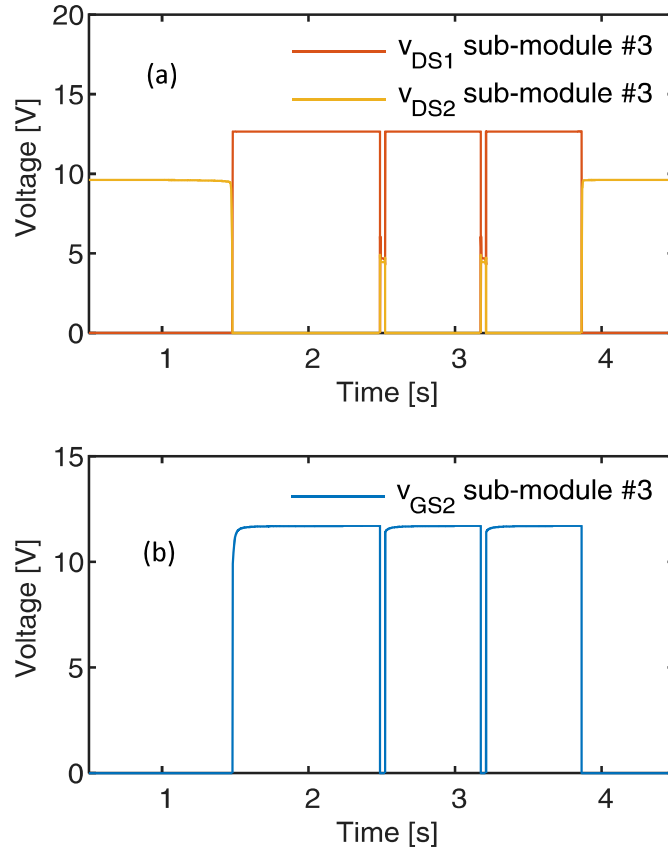 20
v_DS1 sub-module #3
(a)
v_DS2 sub-module #3
15
10
5
0
Voltage [V]
1 2 3 4
Time [s]
15
v_GS2 sub-module #3
(b)
10
5
0
Voltage [V]
1 2 3 4
Time [s]